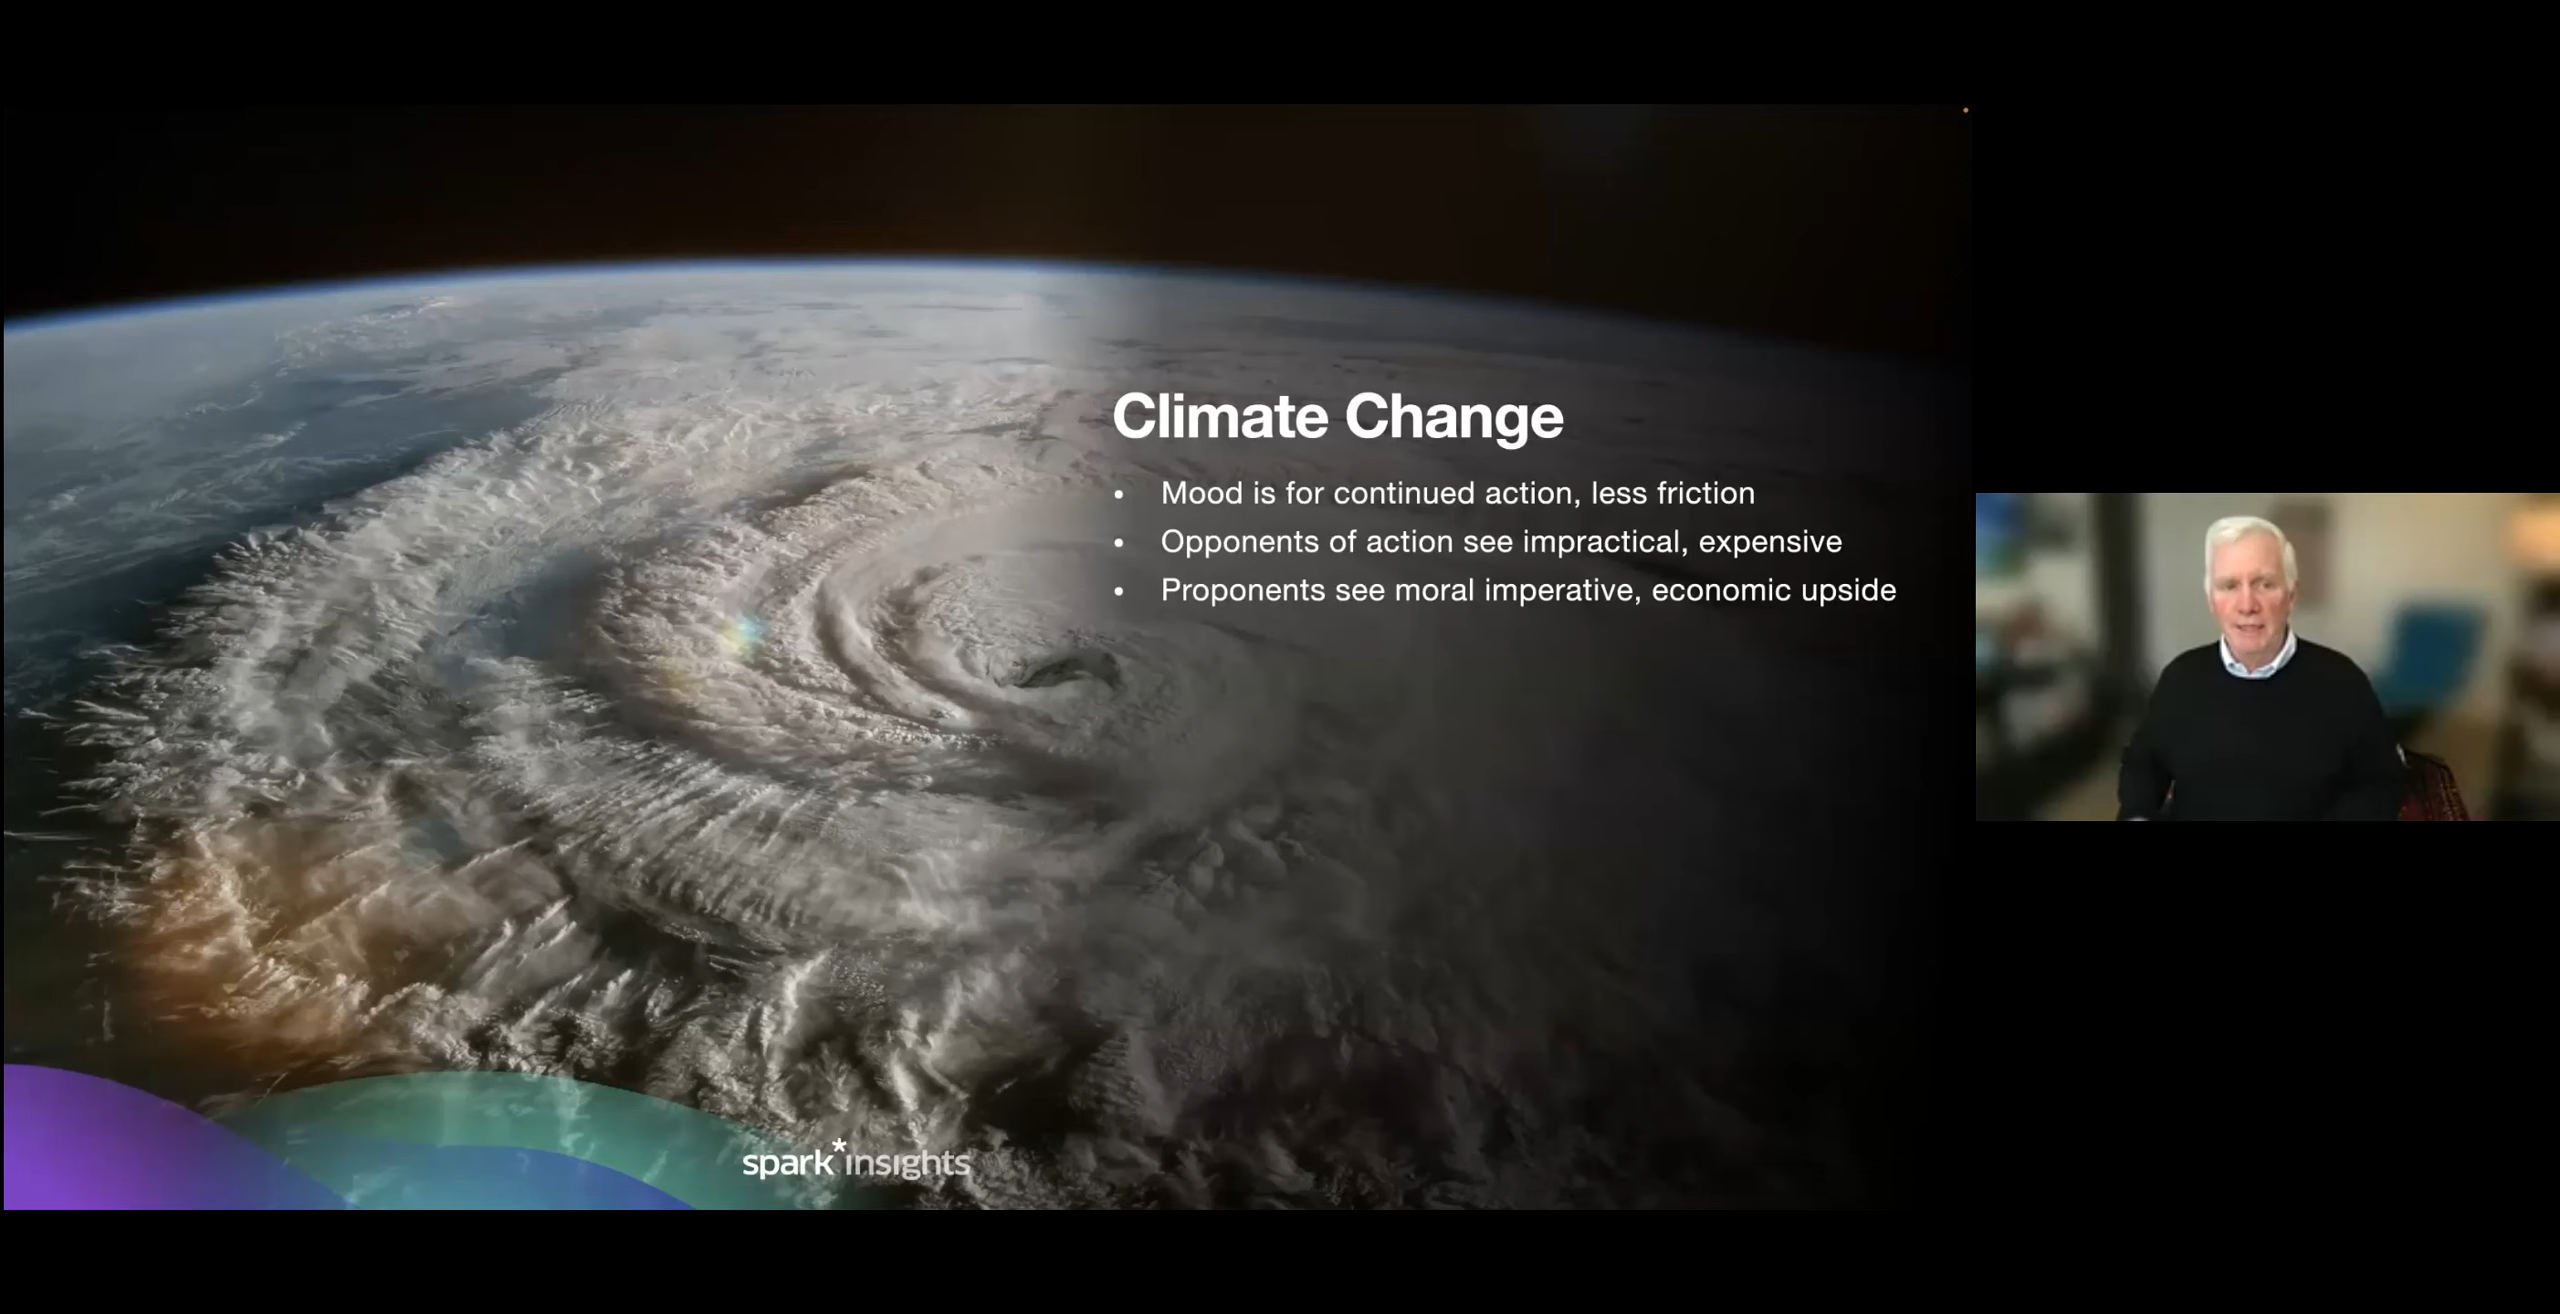 Climate Change
• Mood is for continued action, less friction
• Opponents of action see impractical, expensive
• Proponents see moral imperative, economic upside
spark*insights